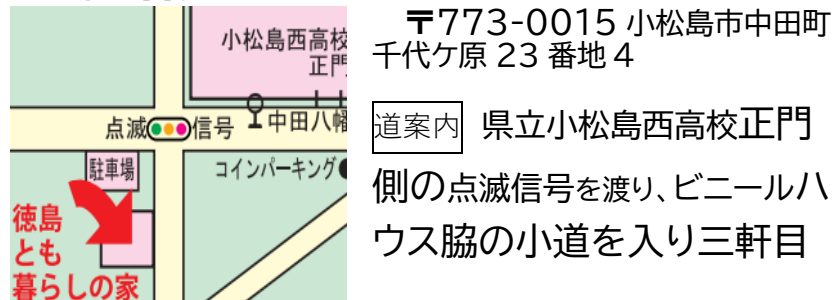 小松島西高校
正門
点滅 信号
中田八幡
駐車場
コインパーキング
徳島
とも
暮らしの家
〒773-0015 小松島市中田町
千代ケ原 23 番地 4
道案内 県立小松島西高校正門
側の点滅信号を渡り、ビニールハ
ウス脇の小道を入り三軒目